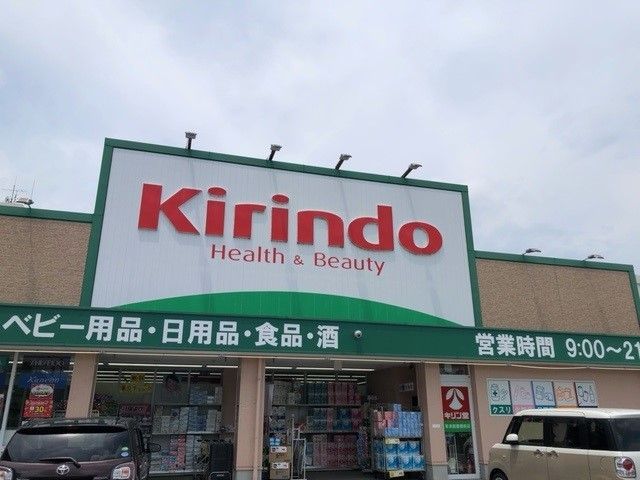 Kirindo
Health & Beauty
ベビー用品・日用品・食品・酒
営業時間 9:00～21
キリン堂
クスリ